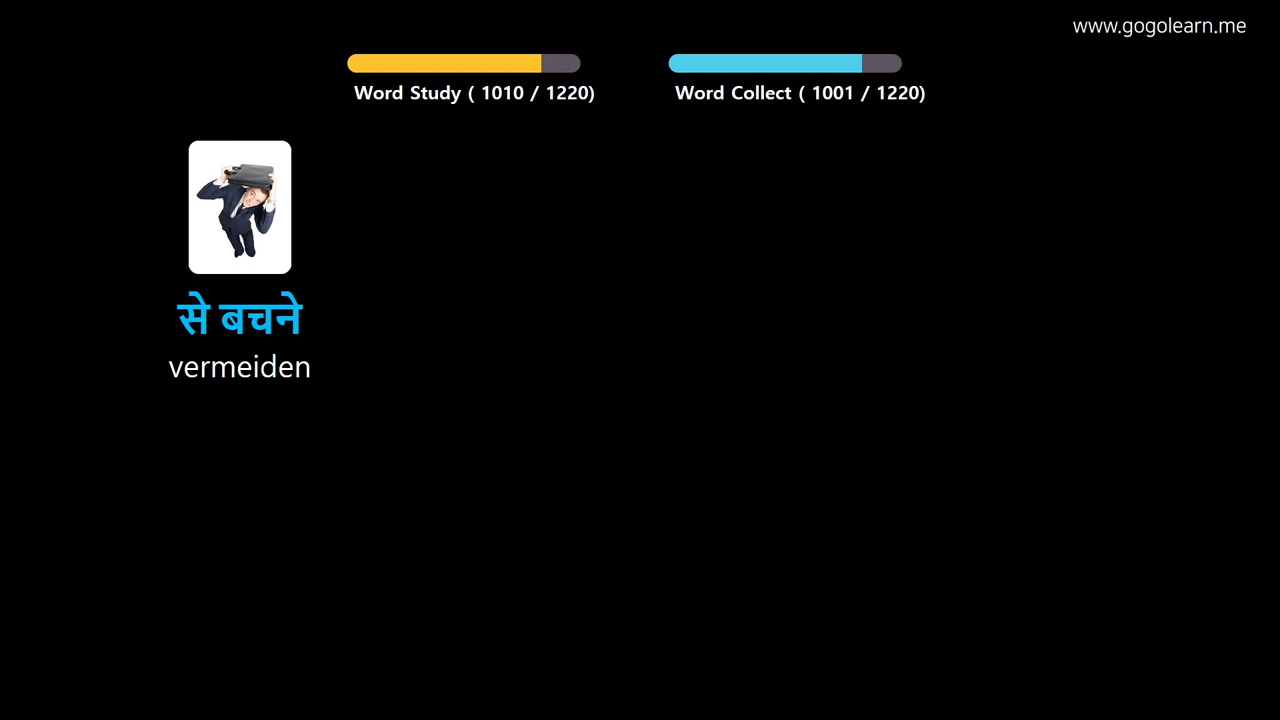 www.gogolearn.me
Word Study ( 1010 / 1220)
Word Collect ( 1001 / 1220)
से बचने
vermeiden